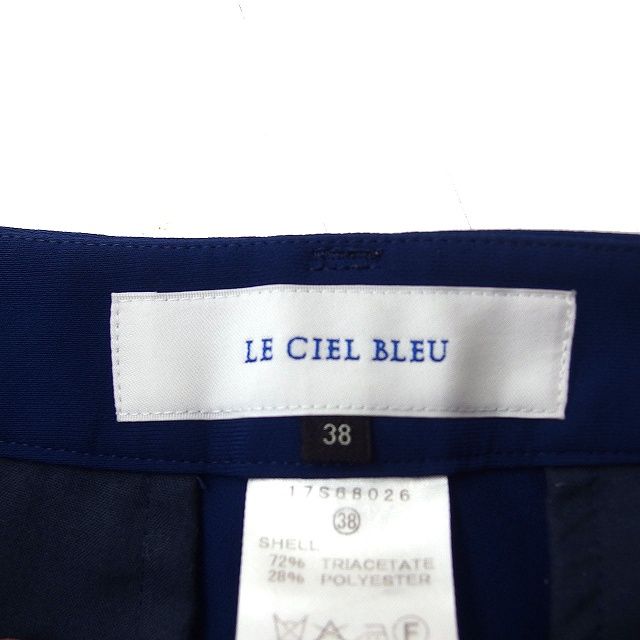 LE CIEL BLEU
38
17S68026
38
SHELL
72% TRIACETATE
28% POLYESTER
F